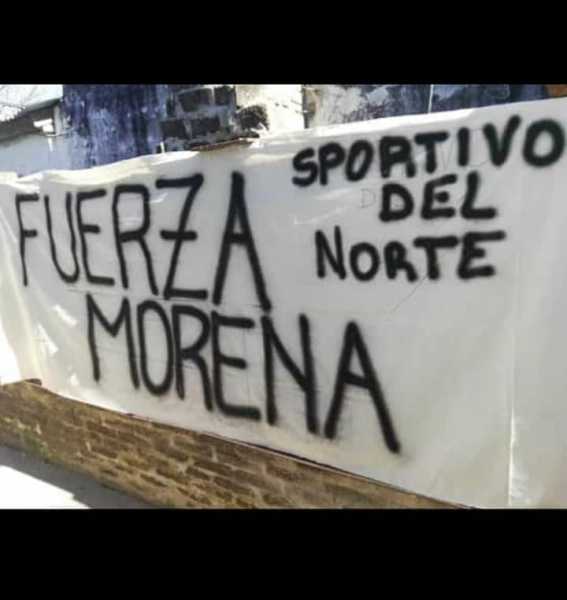 FUERZA
MORENA
SPORTIVO
DEL
NORTE